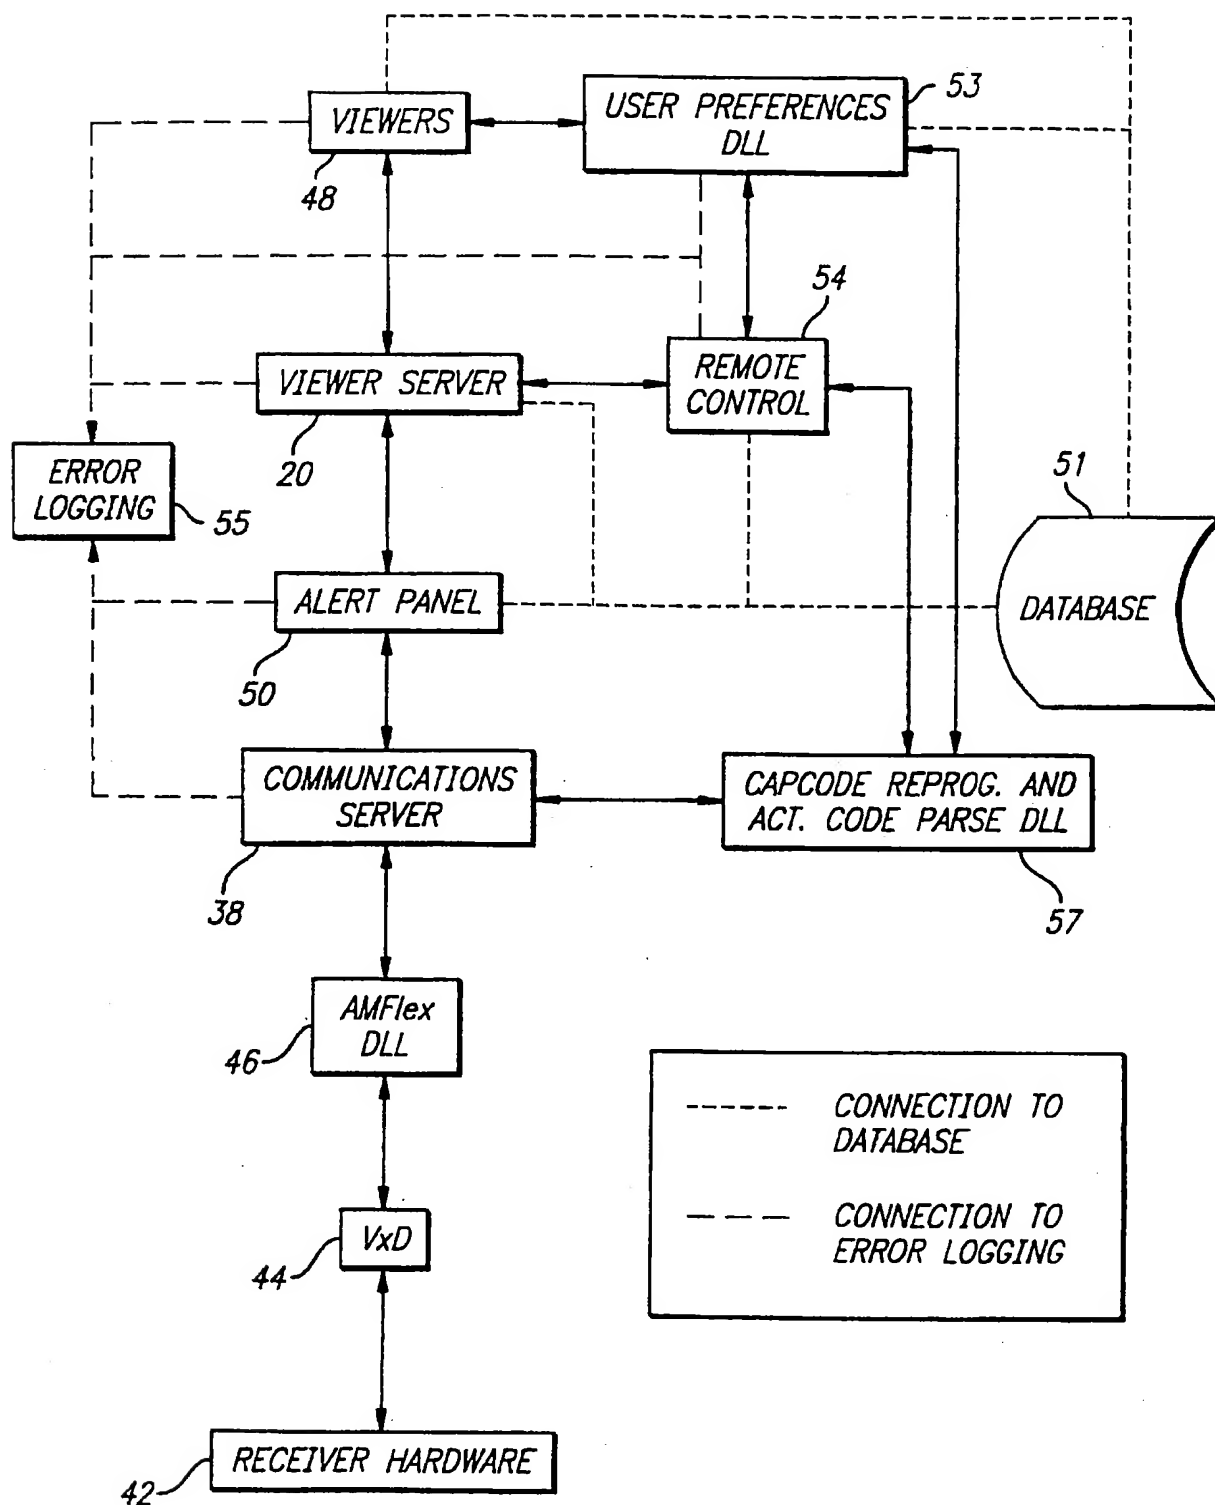 53
VIEWERS
USER PREFERENCES
DLL
48
54
VIEWER SERVER
REMOTE
CONTROL
20
51
ERROR
LOGGING
55
ALERT PANEL
DATABASE
50
COMMUNICATIONS
SERVER
CAPCODE REPROG. AND
ACT. CODE PARSE DLL
38
57
AMFlex
DLL
46
CONNECTION TO
DATABASE
VxD
44
CONNECTION TO
ERROR LOGGING
RECEIVER HARDWARE
42